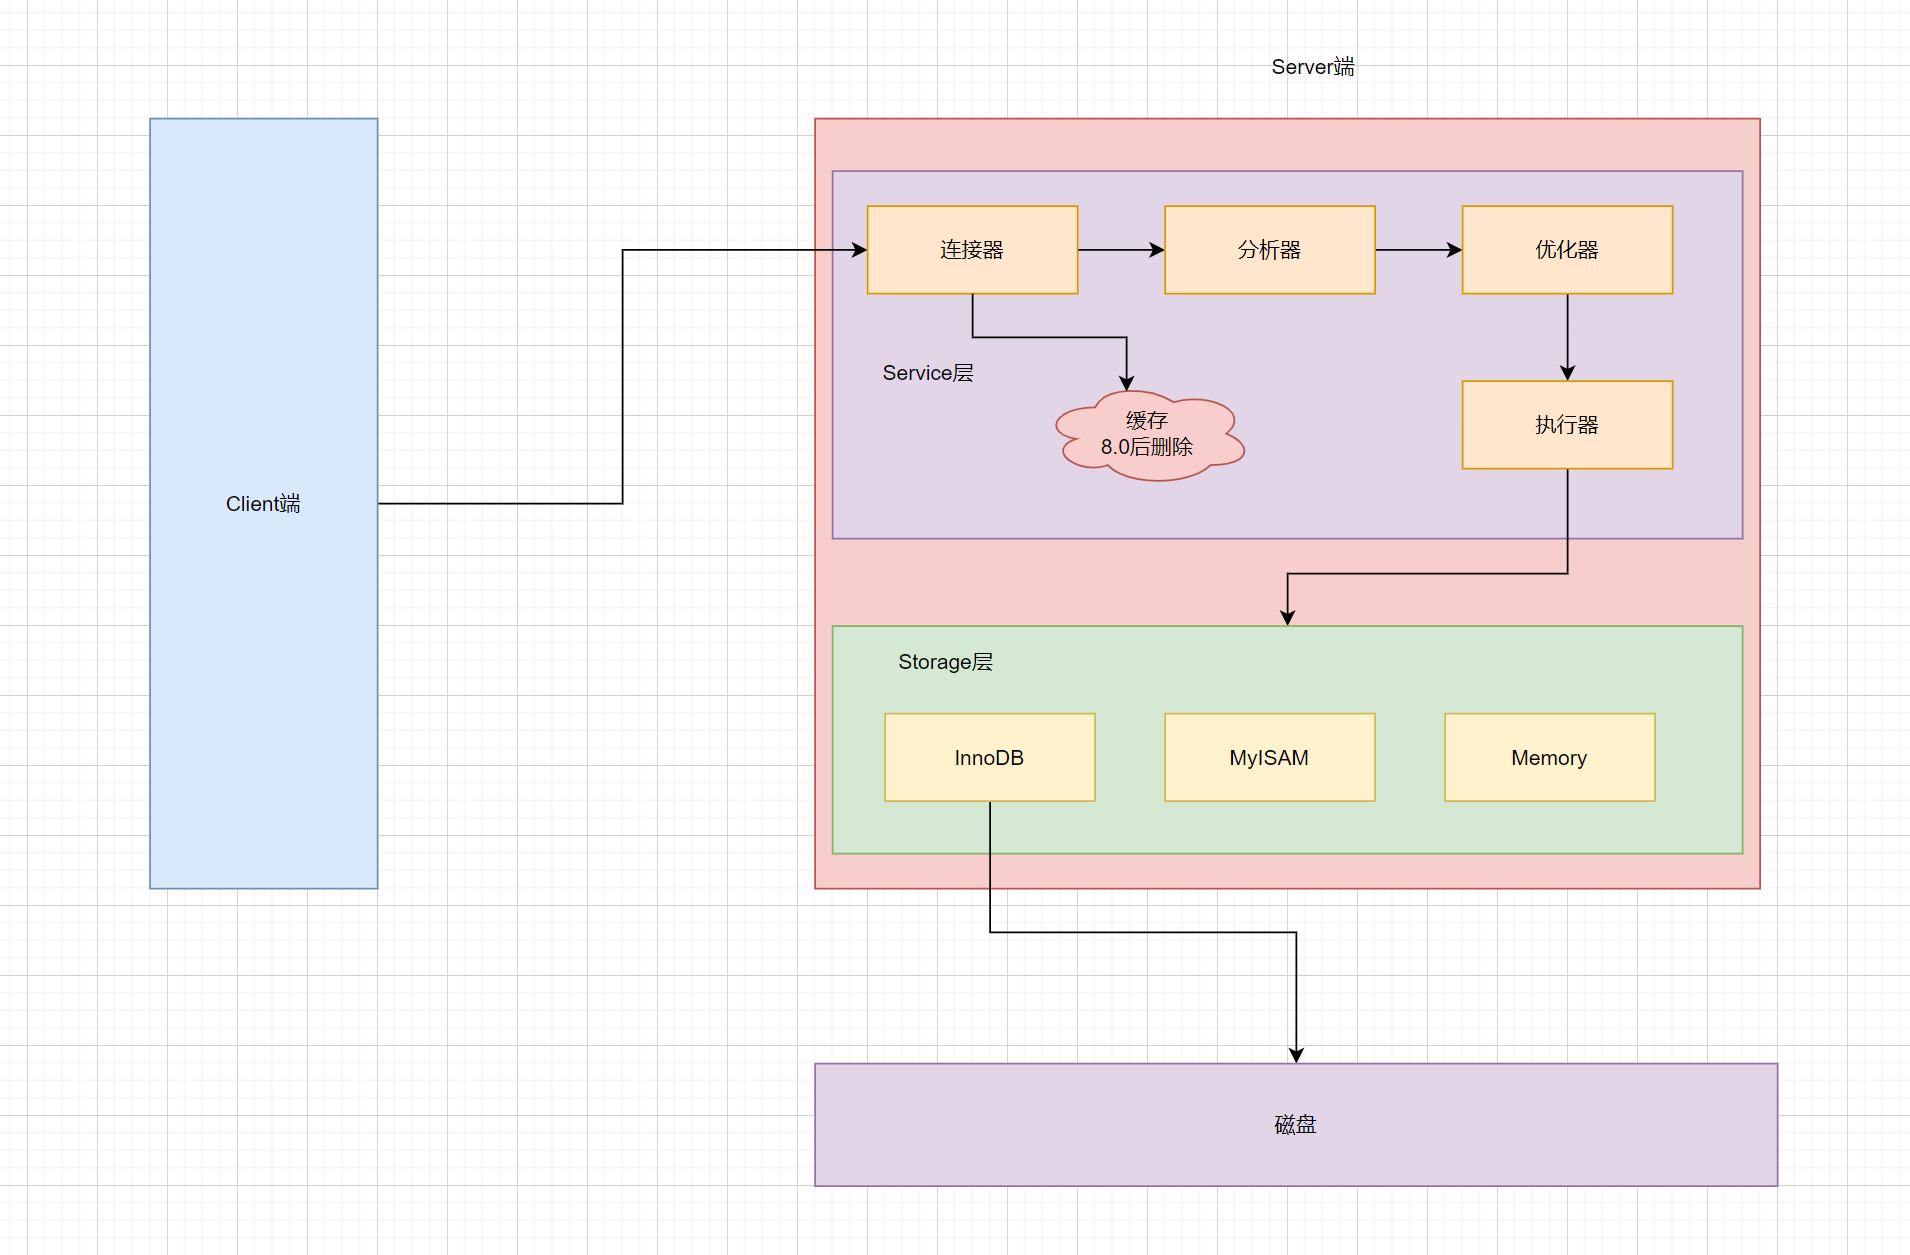 Server端
连接器
分析器
优化器
Service层
缓存
8.0后删除
执行器
Client端
Storage层
InnoDB
MyISAM
Memory
磁盘